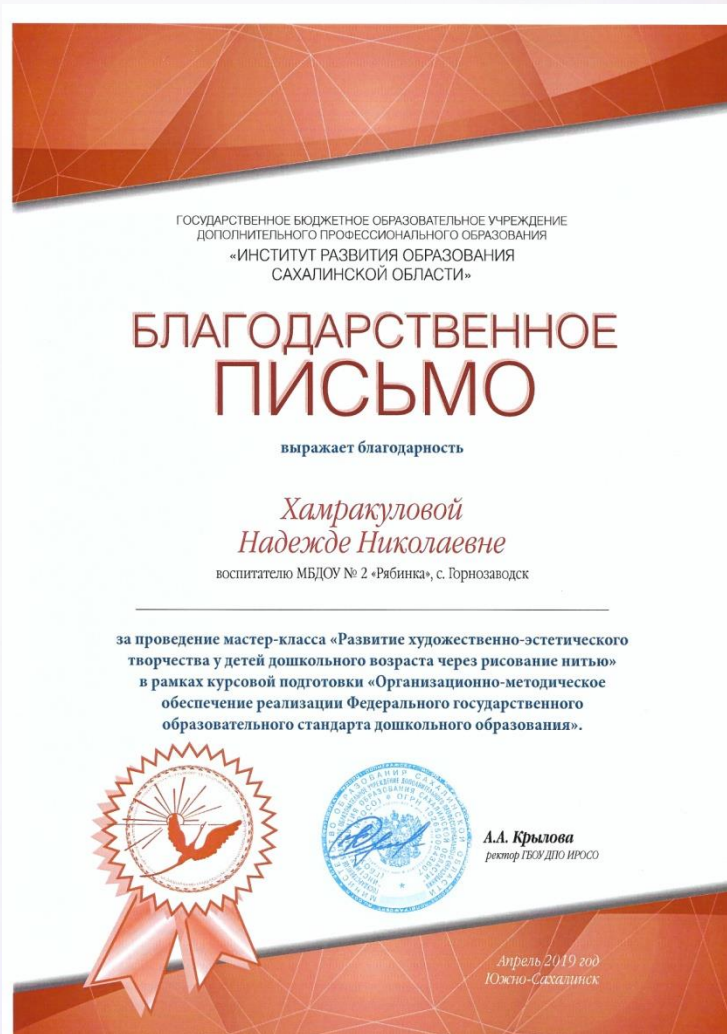 ГОСУДАРСТВЕННОЕ БЮДЖЕТНОЕ ОБРАЗОВАТЕЛЬНОЕ УЧРЕЖДЕНИЕ
ДОПОЛНИТЕЛЬНОГО ПРОФЕССИОНАЛЬНОГО ОБРАЗОВАНИЯ
«ИНСТИТУТ РАЗВИТИЯ ОБРАЗОВАНИЯ
САХАЛИНСКОЙ ОБЛАСТИ»
БЛАГОДАРСТВЕННОЕ
ПИСЬМО
выражает благодарность
Хамракуловой
Надежде Николаевне
воспитателю МБДОУ № 2 «Рябинка», с. Горнозаводск
за проведение мастер-класса «Развитие художественно-эстетического
творчества у детей дошкольного возраста через рисование нитью»
в рамках курсовой подготовки «Организационно-методическое
обеспечение реализации Федерального государственного
образовательного стандарта дошкольного образования».
А.А. Крылова
ректор ГБОУ ДПО ИРОСО
Апрель 2019 год
Южно-Сахалинск